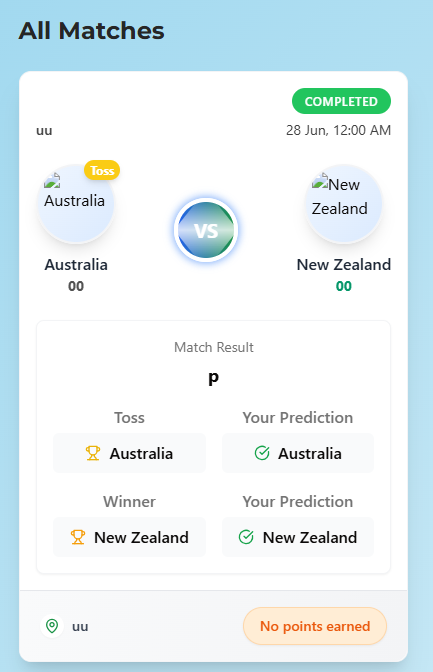 All Matches
COMPLETED
uu 28 Jun, 12:00 AM
Toss
Australia
New
Zealand
VS
Australia New Zealand
00 00
Match Result
p
Toss Your Prediction
Australia Australia
Winner Your Prediction
New Zealand New Zealand
uu No points earned